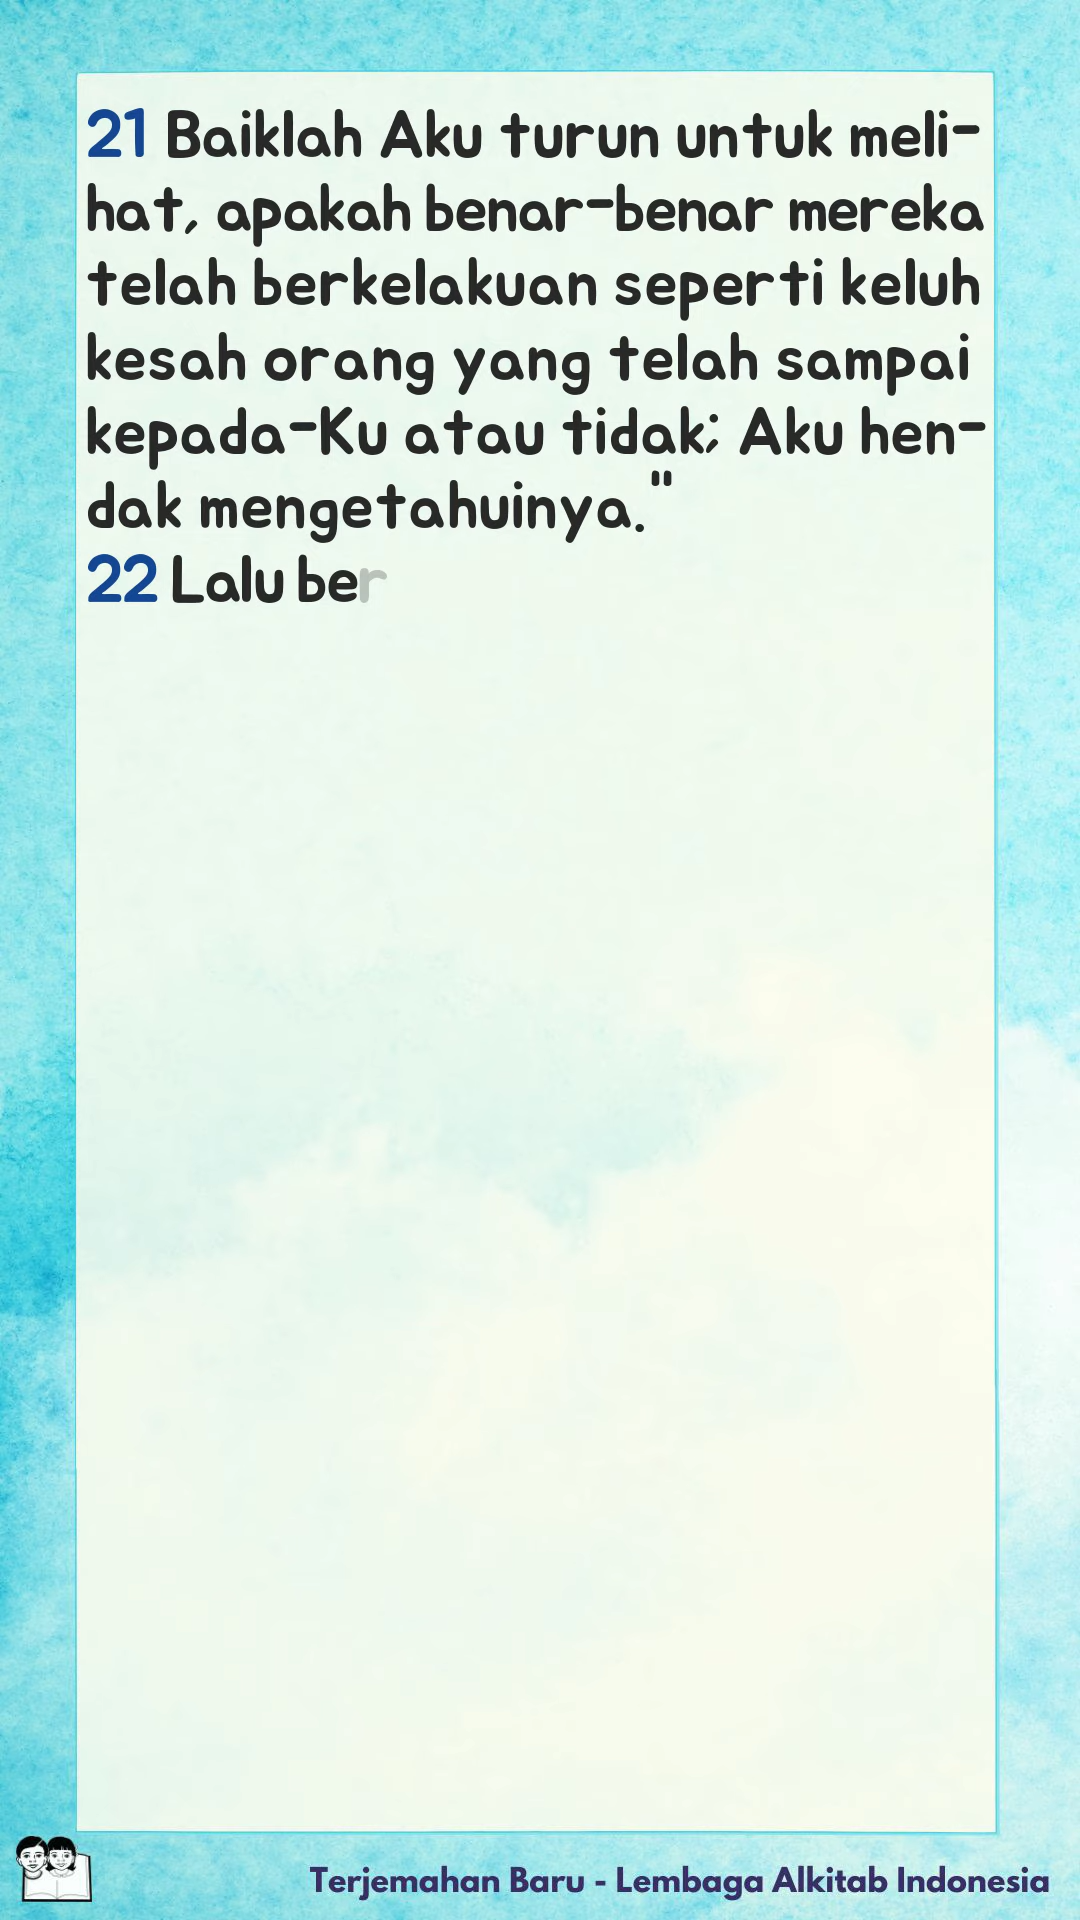 21 Baiklah Aku turun untuk meli-
hat, apakah benar-benar mereka
telah berkelakuan seperti keluh
kesah orang yang telah sampai
kepada-Ku atau tidak; Aku hen-
dak mengetahuinya."
22 Lalu ber
Terjemahan Baru - Lembaga Alkitab Indonesia